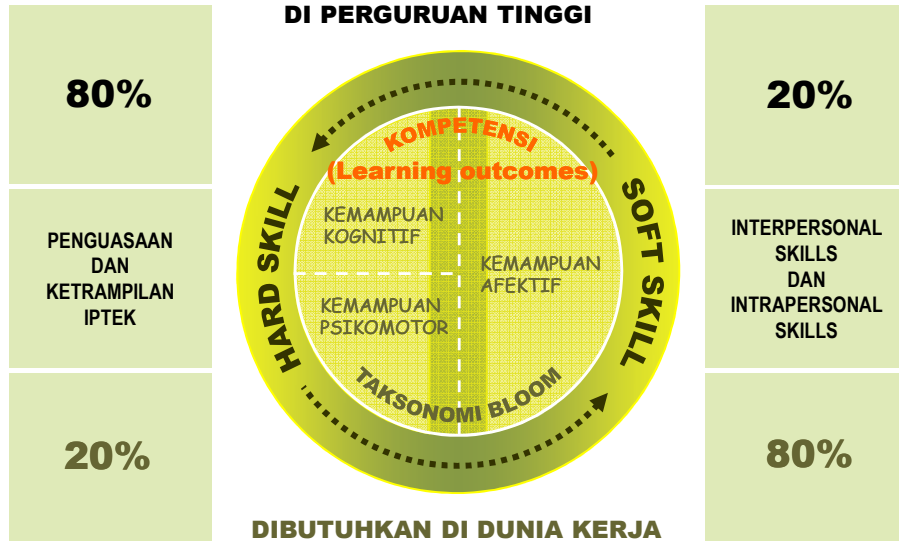 DI PERGURUAN TINGGI
80%
20%
KOMPETENSI
(Learning outcomes)
HARD SKILL
SOFT SKILL
KEMAMPUAN
KOGNITIF
KEMAMPUAN
AFEKTIF
KEMAMPUAN
PSIKOMOTOR
TAKSONOMI BLOOM
PENGUASAAN
DAN
KETRAMPILAN
IPTEK
INTERPERSONAL
SKILLS
DAN
INTRAPERSONAL
SKILLS
20%
80%
DIBUTUHKAN DI DUNIA KERJA